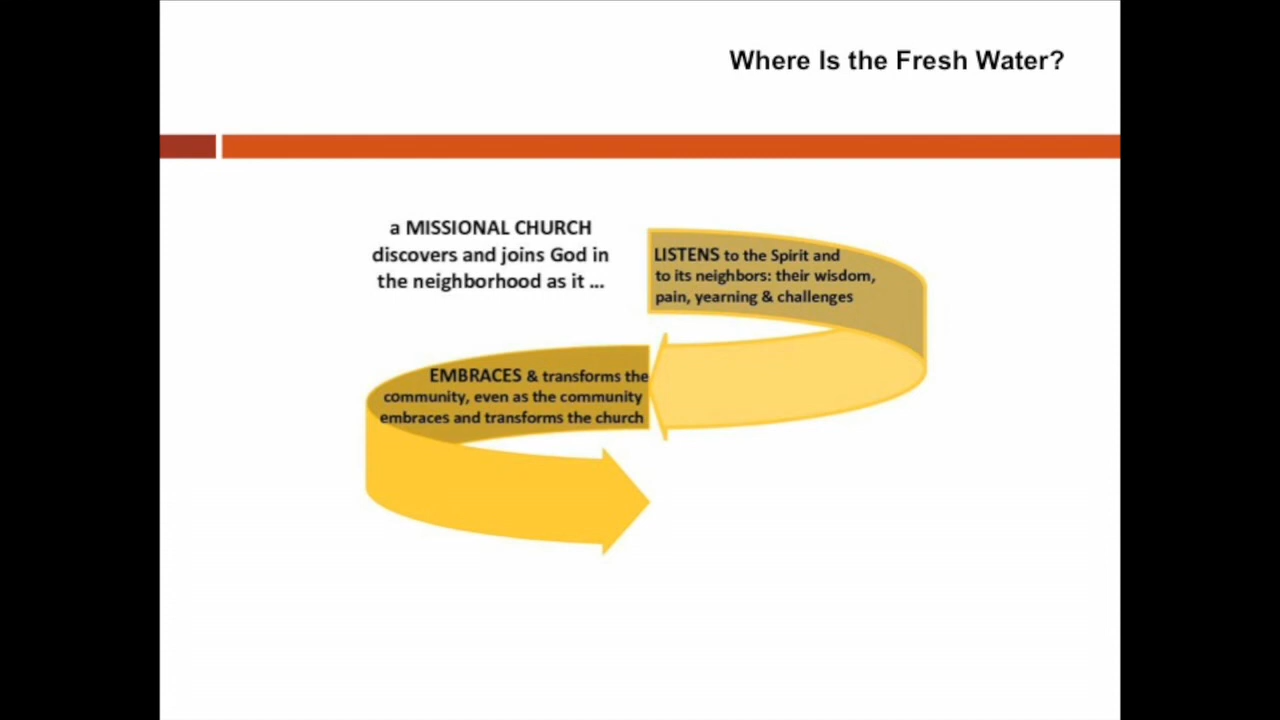 Where Is the Fresh Water?
a MISSIONAL CHURCH
discovers and joins God in
the neighborhood as it ...
LISTENS to the Spirit and
to its neighbors: their wisdom,
pain, yearning & challenges
EMBRACES & transforms the
community, even as the community
embraces and transforms the church